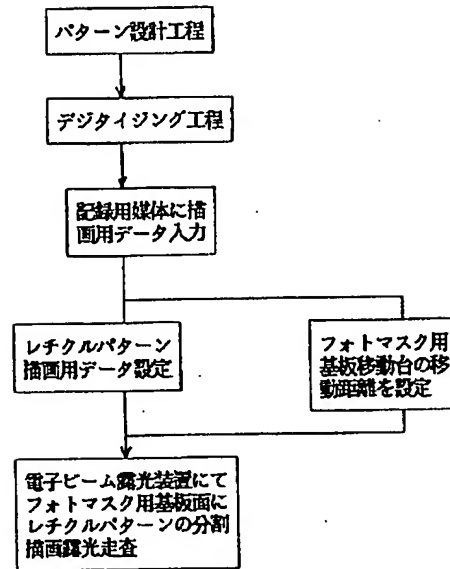 パターン設計工程
デジタイジング工程
記録用媒体に描
画用データ入力
レチクルパターン
描画用データ設定
フォトマスク用
基板移動台の移
動距離を設定
電子ビーム露光装置にて
フォトマスク用基板面に
レチクルパターンの分割
描画露光走査